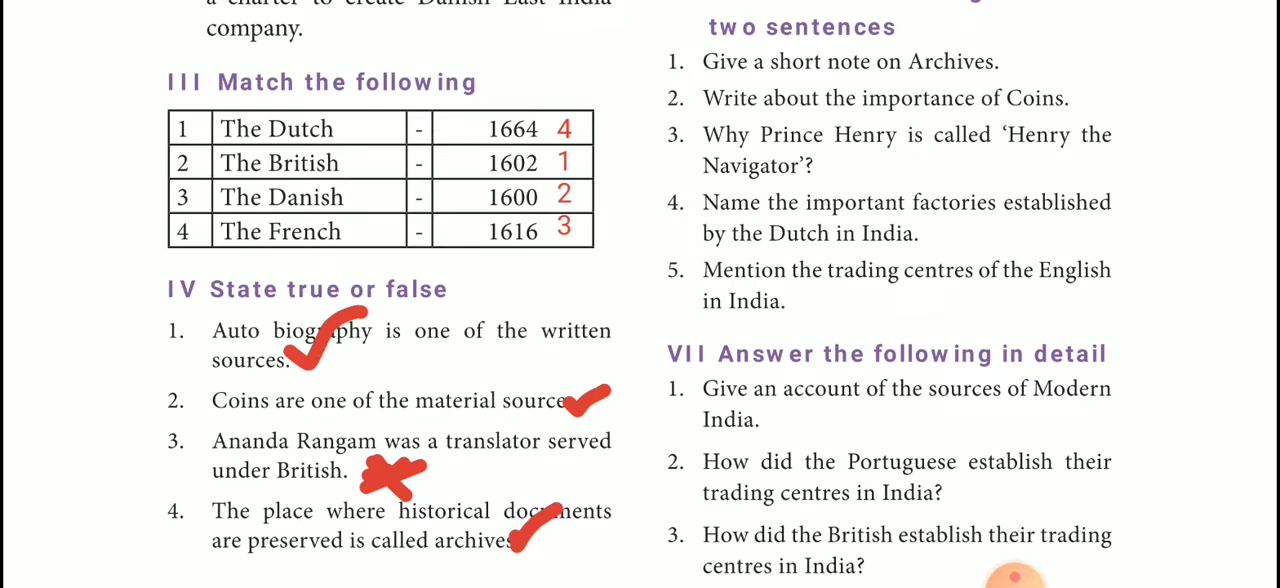 company.
III Match the following
1 The Dutch - 1664 4
2 The British - 1602 1
3 The Danish - 1600 2
4 The French - 1616 3
IV State true or false
1. Auto biography is one of the written
sources.
2. Coins are one of the material source
3. Ananda Rangam was a translator served
under British.
4. The place where historical documents
are preserved is called archives
two sentences
1. Give a short note on Archives.
2. Write about the importance of Coins.
3. Why Prince Henry is called ‘Henry the
Navigator’?
4. Name the important factories established
by the Dutch in India.
5. Mention the trading centres of the English
in India.
VII Answer the following in detail
1. Give an account of the sources of Modern
India.
2. How did the Portuguese establish their
trading centres in India?
3. How did the British establish their trading
centres in India?